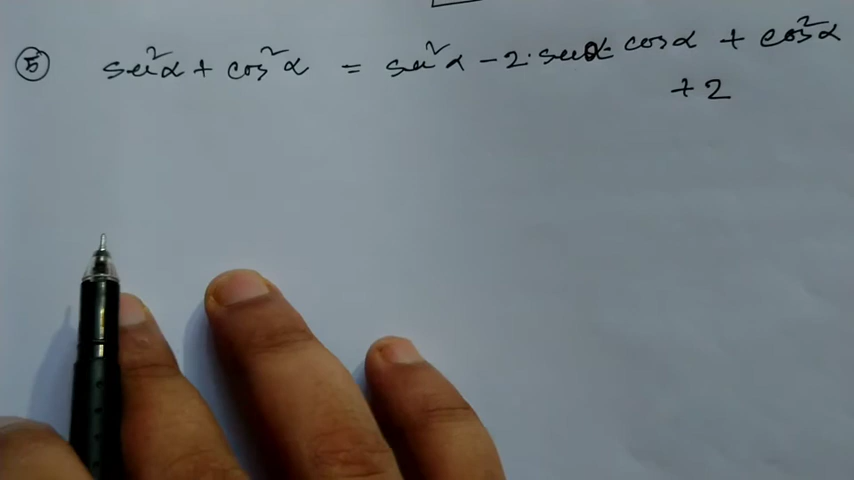 ⑤ sec²α + cos²α = sec²α − 2·secα·cosα + cos²α
+ 2